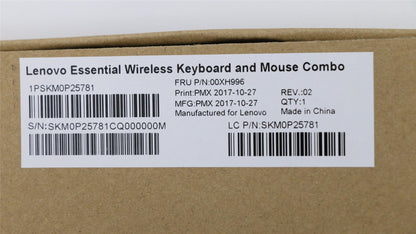 Lenovo Essential Wireless Keyboard and Mouse Combo
1PSKM0P25781
FRU P/N:00XH996
Print:PMX 2017-10-27 REV.:02
MFG:PMX 2017-10-27 QTY:1
Manufactured for Lenovo Made in China
S/N:SKM0P25781CQ000000M
LC P/N:SKM0P25781